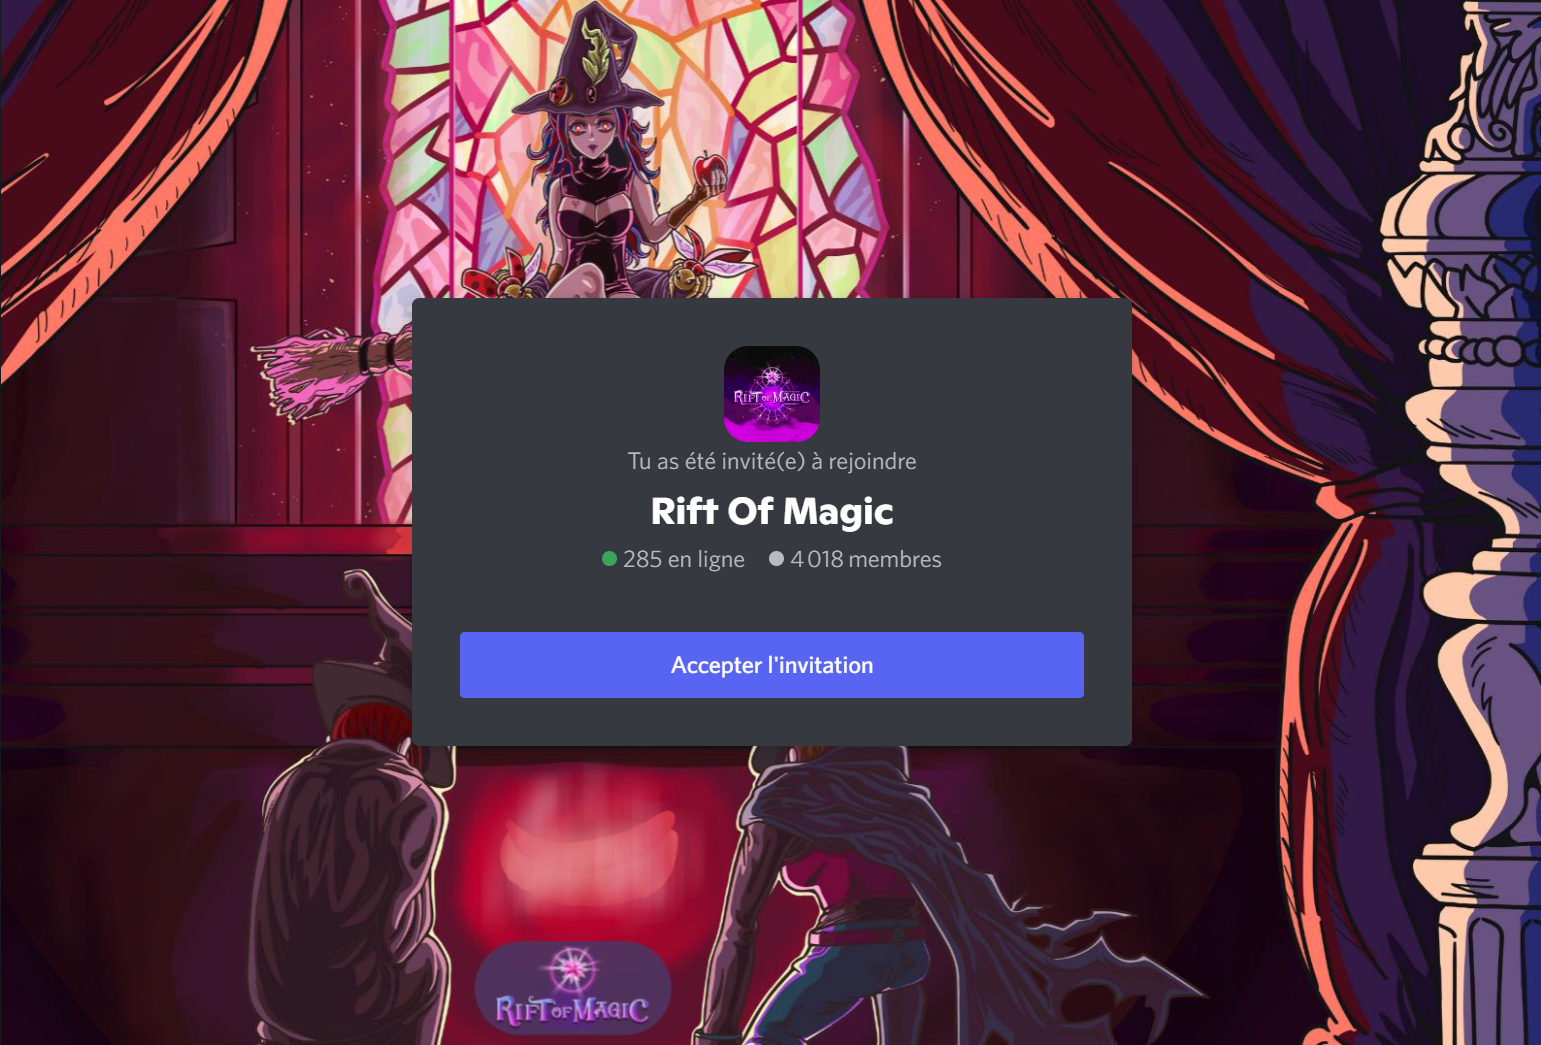 RIFT OF MAGIC
Tu as été invité(e) à rejoindre
Rift Of Magic
285 en ligne 4 018 membres
Accepter l'invitation
RIFT OF MAGIC